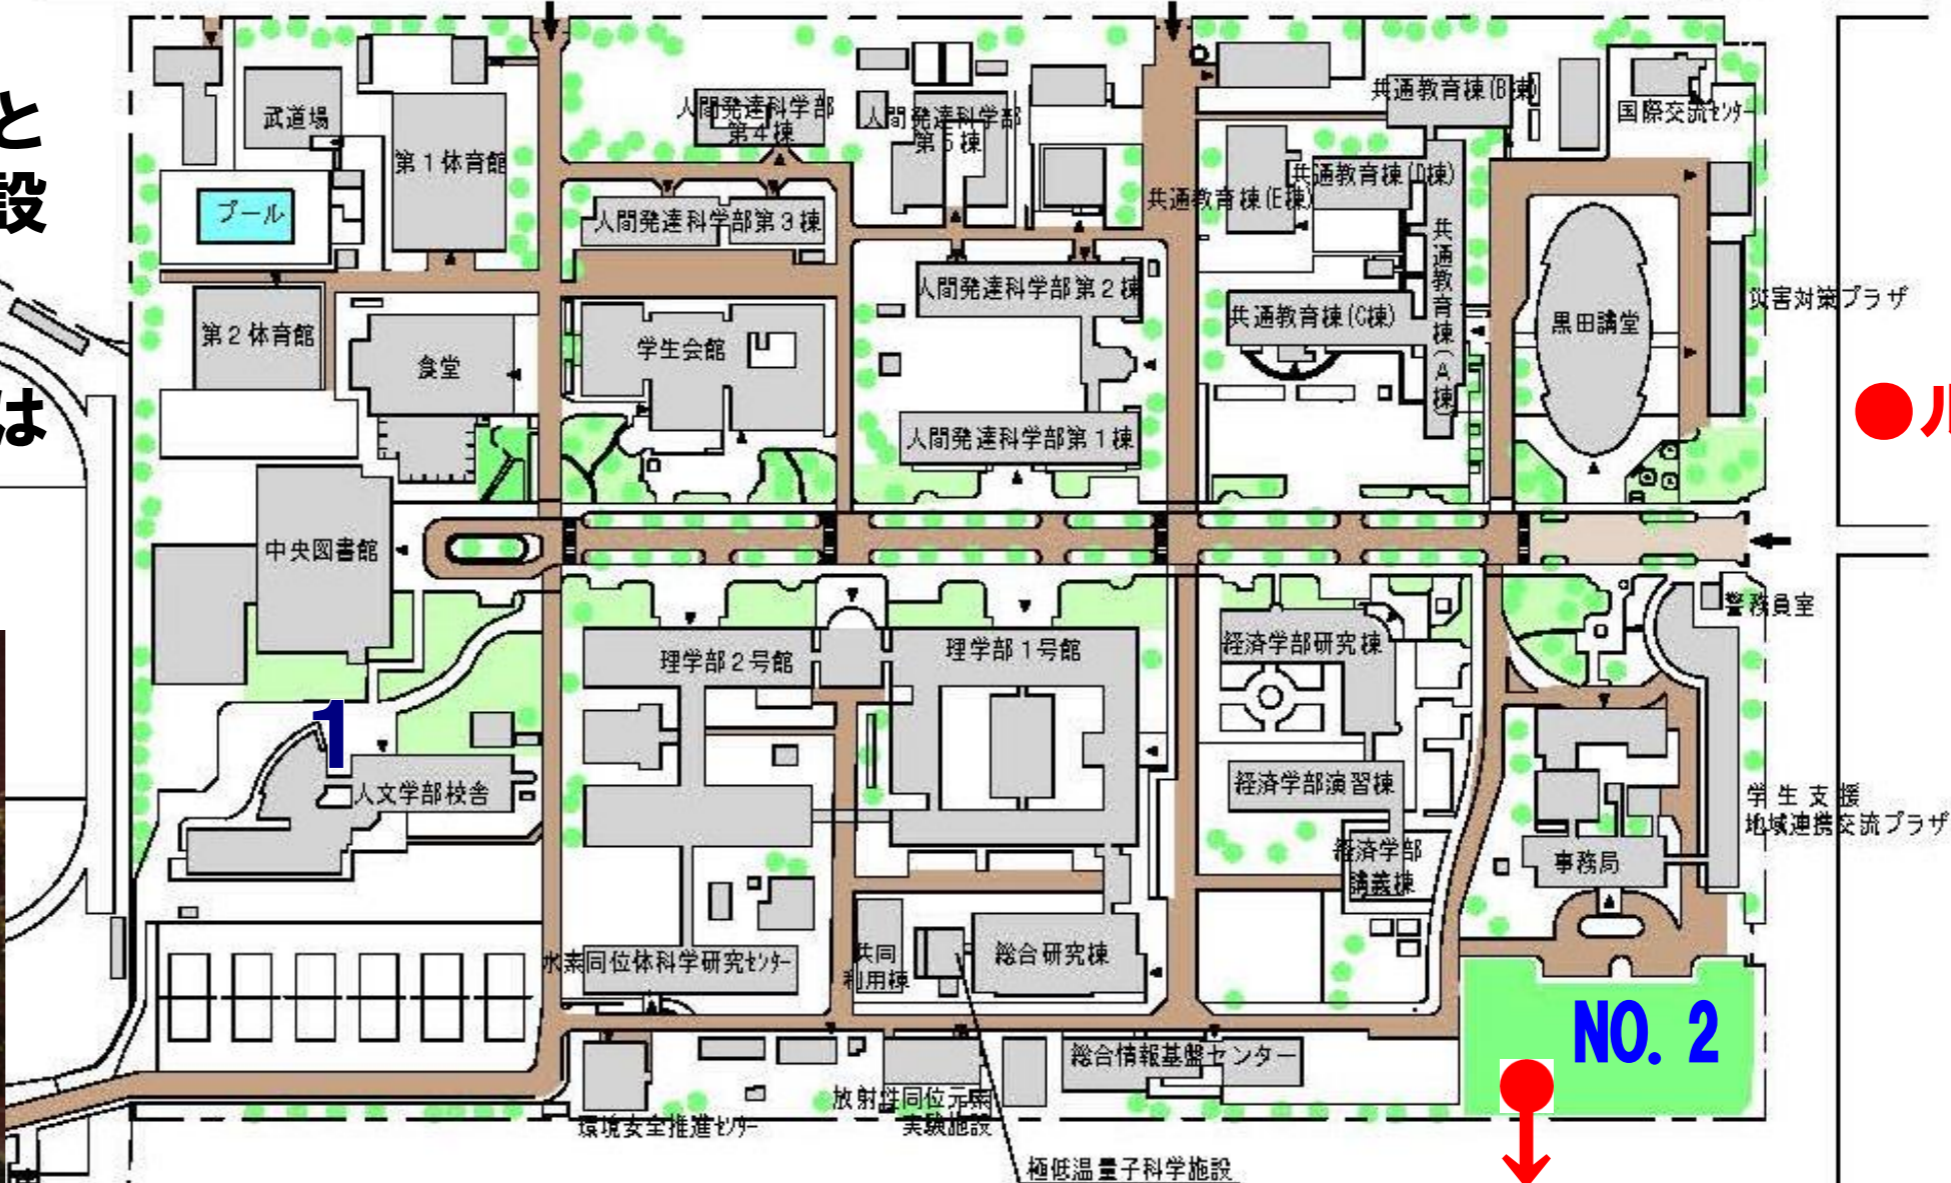 と
設
は
武道場
第1体育館
プール
第2体育館
食堂
人間発達科学部
第4棟
人間発達科学部
第5棟
人間発達科学部第3棟
人間発達科学部第2棟
学生会館
人間発達科学部第1棟
共通教育棟(B棟)
国際交流ｾﾝﾀｰ
共通教育棟(D棟)
共通教育棟(E棟)
共通教育棟(A棟)
共通教育棟(C棟)
黒田講堂
災害対策プラザ
●
中央図書館
警務員室
理学部2号館
理学部1号館
経済学部研究棟
1
人文学部校舎
経済学部演習棟
経済学部
講義棟
学生支援
地域連携交流プラザ
事務局
水素同位体科学研究ｾﾝﾀｰ
共同
利用棟
総合研究棟
NO. 2
総合情報基盤センター
環境安全推進ｾﾝﾀｰ
放射性同位元素
実験施設
極低温量子科学施設